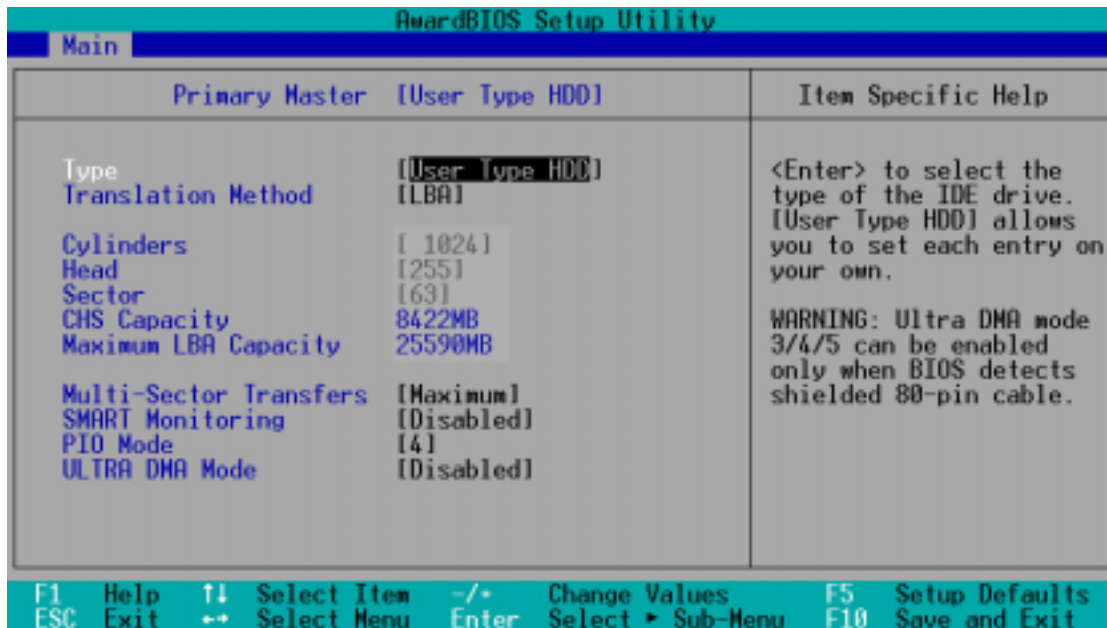 AwardBIOS Setup Utility
Main
Primary Master [User Type HDD]
Item Specific Help
Type [User Type HDD]
Translation Method [LBA]
Cylinders [ 1024]
Head [255]
Sector [63]
CHS Capacity 8422MB
Maximum LBA Capacity 25590MB
Multi-Sector Transfers [Maximum]
SMART Monitoring [Disabled]
PIO Mode [4]
ULTRA DMA Mode [Disabled]
<Enter> to select the
type of the IDE drive.
[User Type HDD] allows
you to set each entry on
your own.
WARNING: Ultra DMA mode
3/4/5 can be enabled
only when BIOS detects
shielded 80-pin cable.
F1 Help ↑↓ Select Item -/+ Change Values F5 Setup Defaults
ESC Exit ←→ Select Menu Enter Select ► Sub-Menu F10 Save and Exit